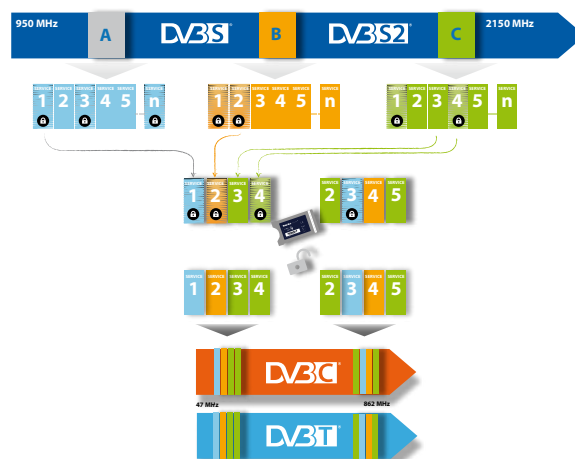 950 MHz A DVB S B DVB S2 C 2150 MHz
SERVICE SERVICE SERVICE SERVICE SERVICE SERVICE SERVICE SERVICE SERVICE SERVICE SERVICE SERVICE SERVICE SERVICE SERVICE SERVICE SERVICE SERVICE
1 2 3 4 5 n 1 2 3 4 5 n 1 2 3 4 5 n
SERVICE SERVICE SERVICE SERVICE SERVICE SERVICE SERVICE SERVICE
1 2 3 4 2 3 4 5
SERVICE SERVICE SERVICE SERVICE SERVICE SERVICE SERVICE SERVICE
1 2 3 4 2 3 4 5
DVB C
47 MHz 862 MHz
DVB T